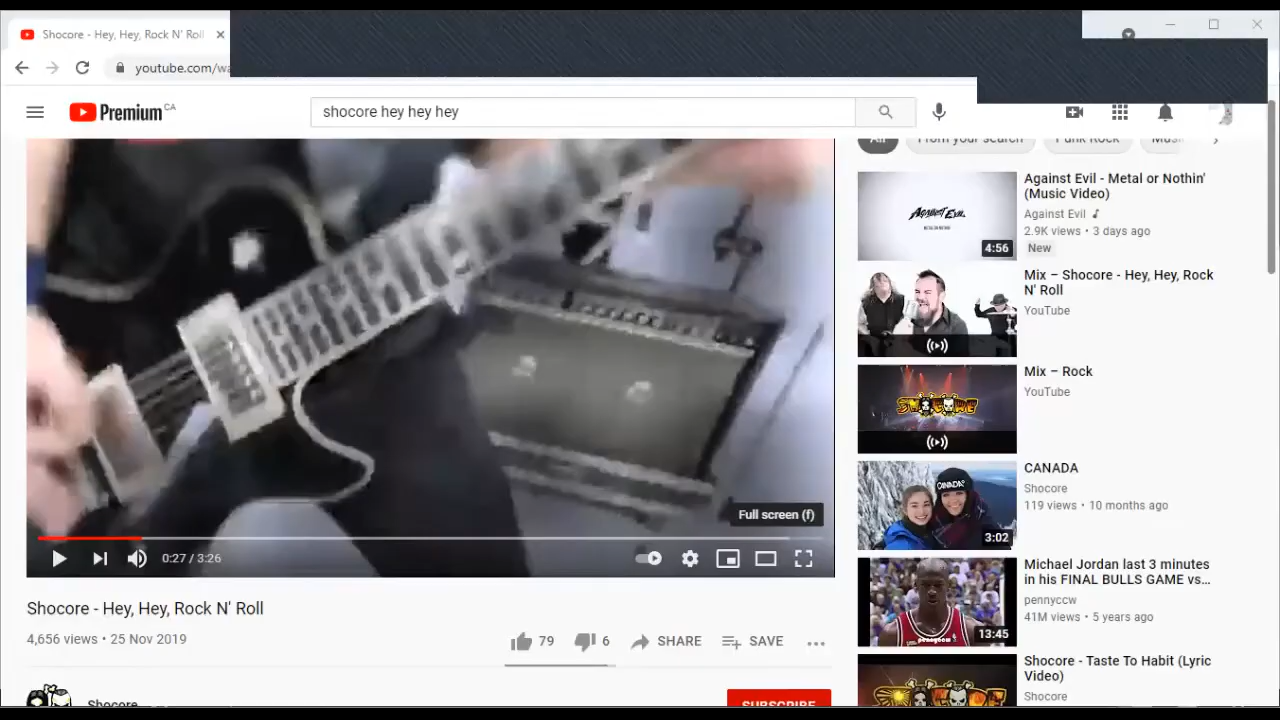 Shocore - Hey, Hey, Rock N' Roll
youtube.com/wa
Premium CA
shocore hey hey hey
All
From your search
Punk Rock
Against Evil - Metal or Nothin'
(Music Video)
Against Evil
2.9K views • 3 days ago
New
AGAINST EVIL
4:56
Mix – Shocore - Hey, Hey, Rock
N' Roll
YouTube
Mix – Rock
YouTube
SHOCORE
CANADA
Shocore
119 views • 10 months ago
CANADA
3:02
Michael Jordan last 3 minutes
in his FINAL BULLS GAME vs...
pennyccw
41M views • 5 years ago
13:45
Shocore - Taste To Habit (Lyric
Video)
Shocore
Full screen (f)
0:27 / 3:26
Shocore - Hey, Hey, Rock N' Roll
4,656 views • 25 Nov 2019
79
6
SHARE
SAVE
Shocore
SUBSCRIBE